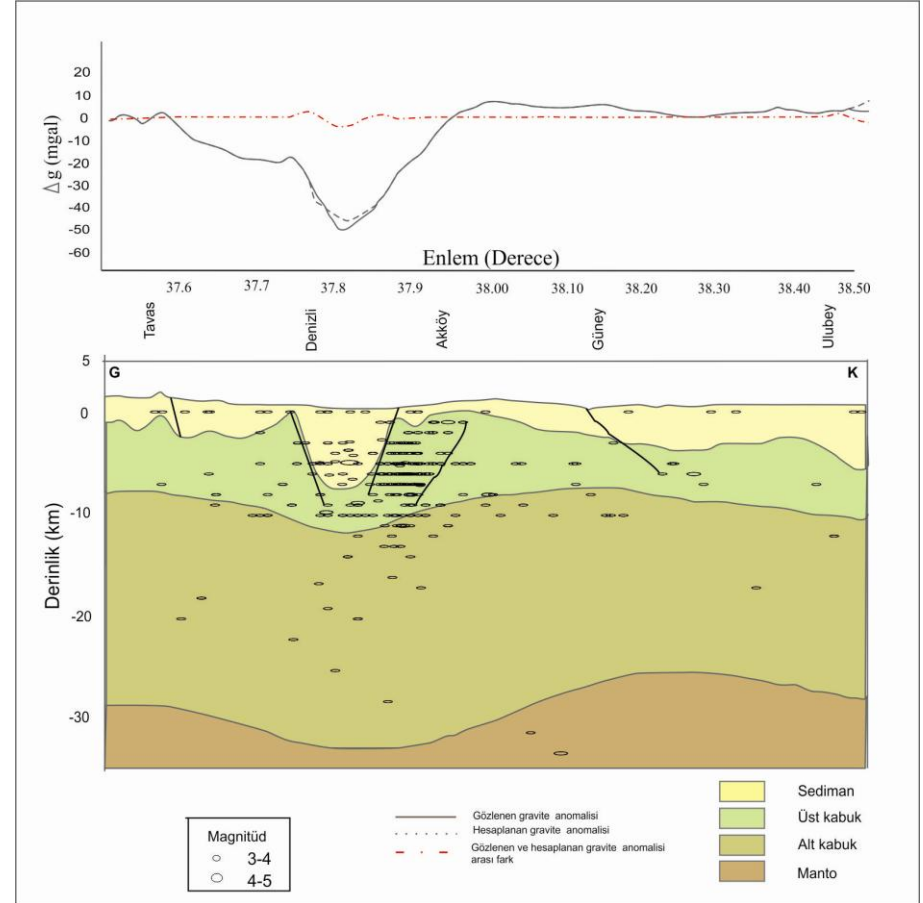 20
10
0
-10
-20
-30
-40
-50
-60
Δg (mgal)
Enlem (Derece)
37.6 37.7 37.8 37.9 38.00 38.10 38.20 38.30 38.40 38.50
Tavas Denizli Akköy Güney Ulubey
5
G K
0
-10
-20
-30
Derinlik (km)
Magnitüd
3-4
4-5
Gözlenen gravite anomalisi
Hesaplanan gravite anomalisi
Gözlenen ve hesaplanan gravite anomalisi
arası fark
Sediman
Üst kabuk
Alt kabuk
Manto